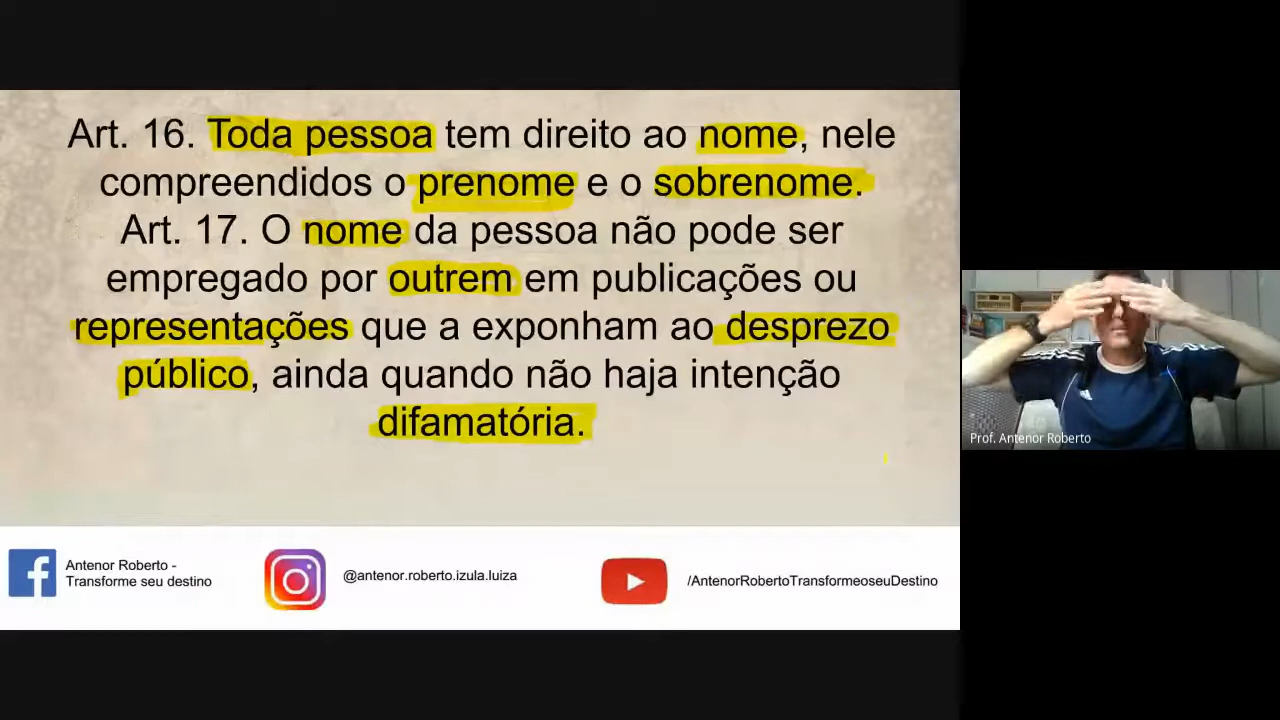 Art. 16. Toda pessoa tem direito ao nome, nele
compreendidos o prenome e o sobrenome.
Art. 17. O nome da pessoa não pode ser
empregado por outrem em publicações ou
representações que a exponham ao desprezo
público, ainda quando não haja intenção
difamatória.
Prof. Antenor Roberto
Antenor Roberto -
Transforme seu destino
@antenor.roberto.izula.luiza
/AntenorRobertoTransformeoseuDestino